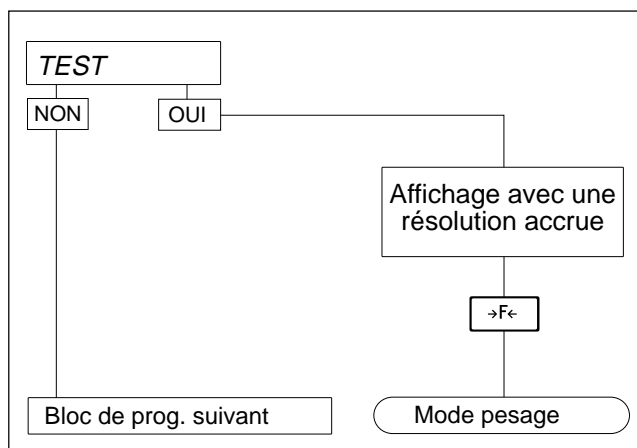 TEST
NON
OUI
Affichage avec une
résolution accrue
→F←
Bloc de prog. suivant
Mode pesage